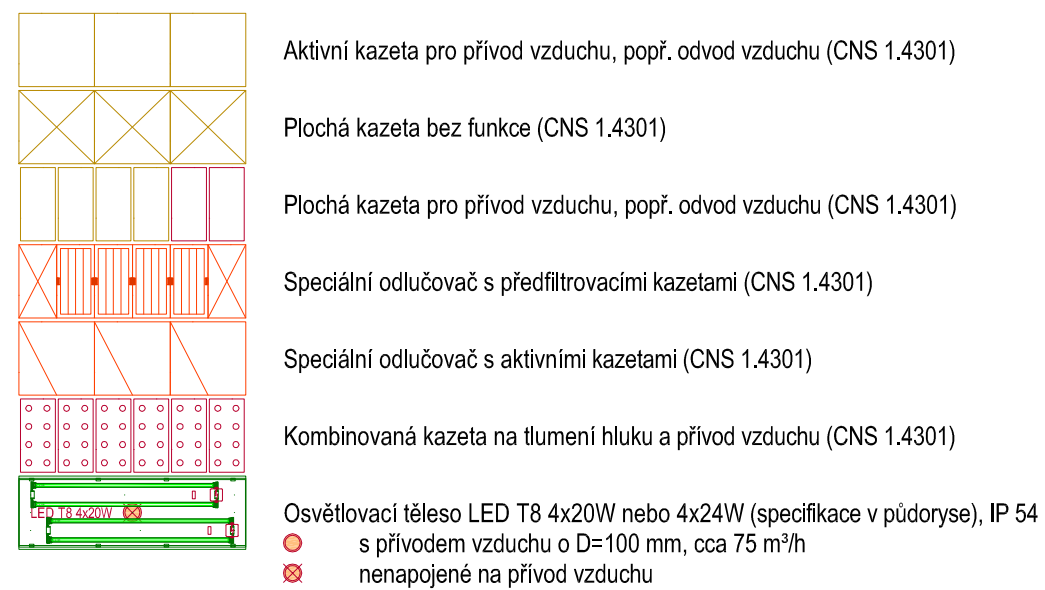 Aktivní kazeta pro přívod vzduchu, popř. odvod vzduchu (CNS 1.4301)
Plochá kazeta bez funkce (CNS 1.4301)
Plochá kazeta pro přívod vzduchu, popř. odvod vzduchu (CNS 1.4301)
Speciální odlučovač s předfiltrovacími kazetami (CNS 1.4301)
Speciální odlučovač s aktivními kazetami (CNS 1.4301)
Kombinovaná kazeta na tlumení hluku a přívod vzduchu (CNS 1.4301)
LED T8 4x20W
Osvětlovací těleso LED T8 4x20W nebo 4x24W (specifikace v půdoryse), IP 54
s přívodem vzduchu o D=100 mm, cca 75 m³/h
nenapojené na přívod vzduchu